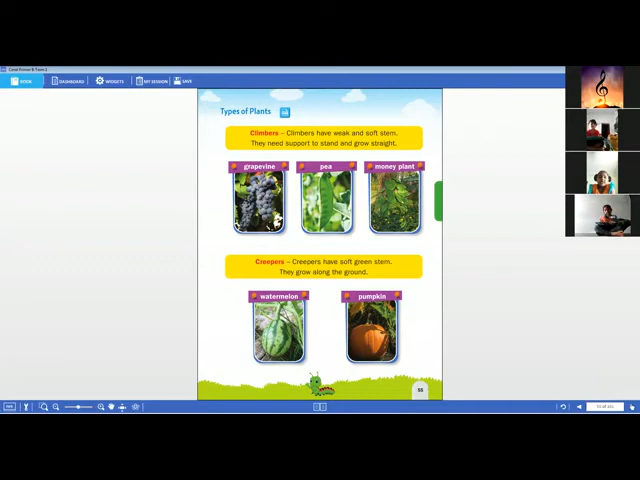 BOOK
DASHBOARD
WIDGETS
MY SESSION
SAVE
Types of Plants
Climbers – Climbers have weak and soft stem.
They need support to stand and grow straight.
grapevine
pea
money plant
Creepers – Creepers have soft green stem.
They grow along the ground.
watermelon
pumpkin
55